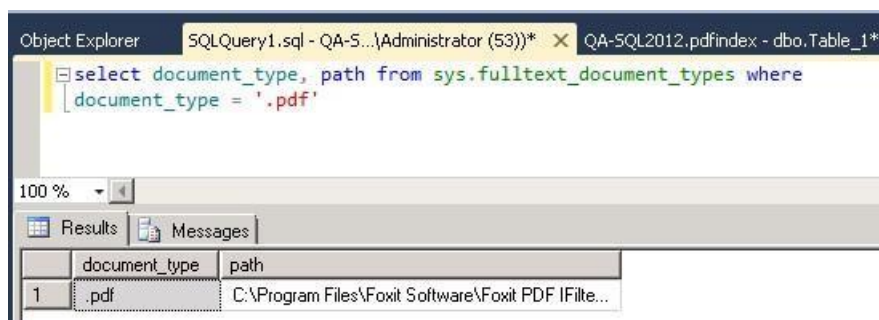 Object Explorer SQLQuery1.sql - QA-S...\Administrator (53))* QA-SQL2012.pdfindex - dbo.Table_1*
select document_type, path from sys.fulltext_document_types where
document_type = '.pdf'
100 %
Results Messages
document_type path
1 .pdf C:\Program Files\Foxit Software\Foxit PDF IFilte...